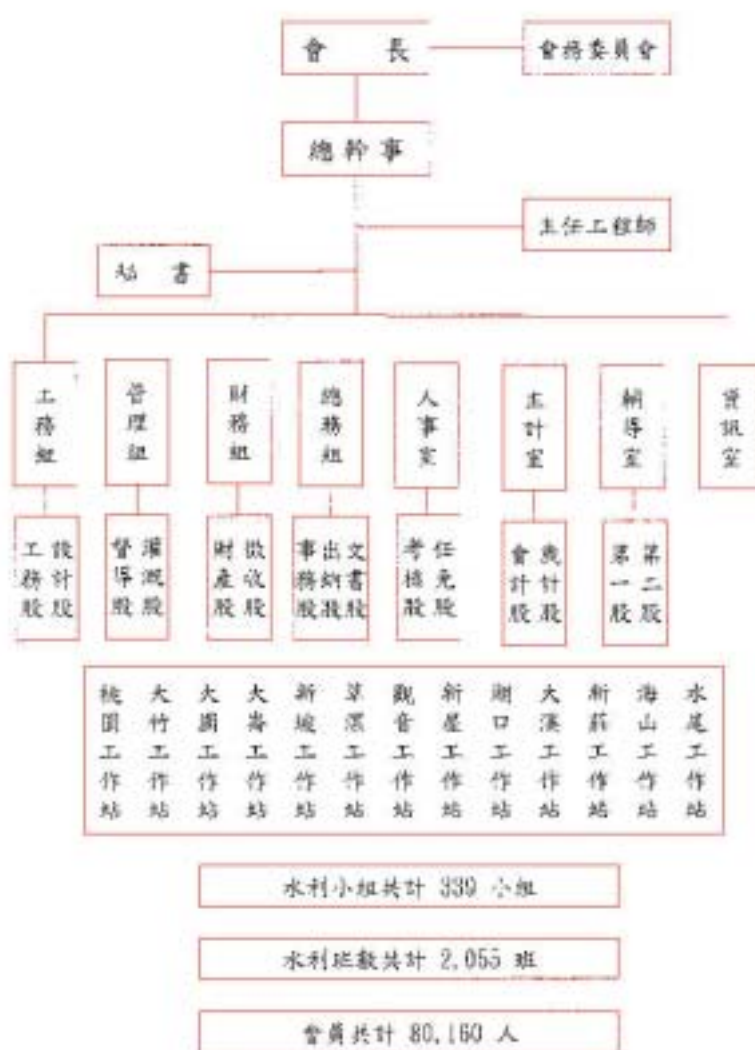 會長
會務委員會
總幹事
主任工程師
秘書
工務組
管理組
財務組
總務組
人事室
主計室
輔導室
資訊室
設計股
工務股
灌溉股
督導股
徵收股
財產股
文書股
出納股
事務股
任免股
考核股
歲計股
會計股
第二股
第一股
桃園工作站
大竹工作站
大園工作站
大崙工作站
新坡工作站
草漯工作站
觀音工作站
新屋工作站
湖口工作站
大溪工作站
新莊工作站
海山工作站
水尾工作站
水利小組共計 339 小組
水利班數共計 2,055 班
會員共計 80,160 人